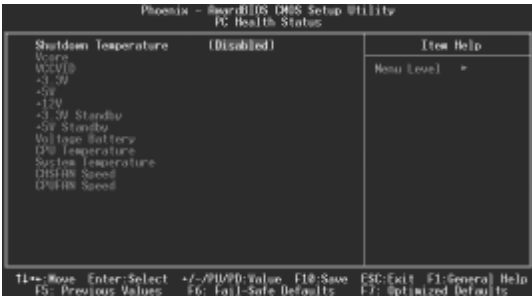 Phoenix - AwardBIOS CMOS Setup Utility
PC Health Status
Shutdown Temperature [Disabled]
Vcore
VCCVID
+3.3V
+5V
+12V
+3.3V Standby
+5V Standby
Voltage Battery
CPU Temperature
System Temperature
CHSFAN Speed
CPUFAN Speed
Item Help
Menu Level ►
↑↓→←:Move Enter:Select +/-/PU/PD:Value F10:Save ESC:Exit F1:General Help
F5: Previous Values F6: Fail-Safe Defaults F7: Optimized Defaults